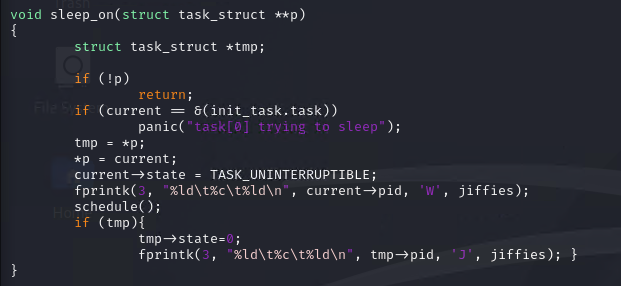 void sleep_on(struct task_struct **p)
{
        struct task_struct *tmp;

        if (!p)
                return;
        if (current == &(init_task.task))
                panic("task[0] trying to sleep");
        tmp = *p;
        *p = current;
        current->state = TASK_UNINTERRUPTIBLE;
        fprintk(3, "%ld\t%c\t%ld\n", current->pid, 'W', jiffies);
        schedule();
        if (tmp){
                tmp->state=0;
                fprintk(3, "%ld\t%c\t%ld\n", tmp->pid, 'J', jiffies); }
}